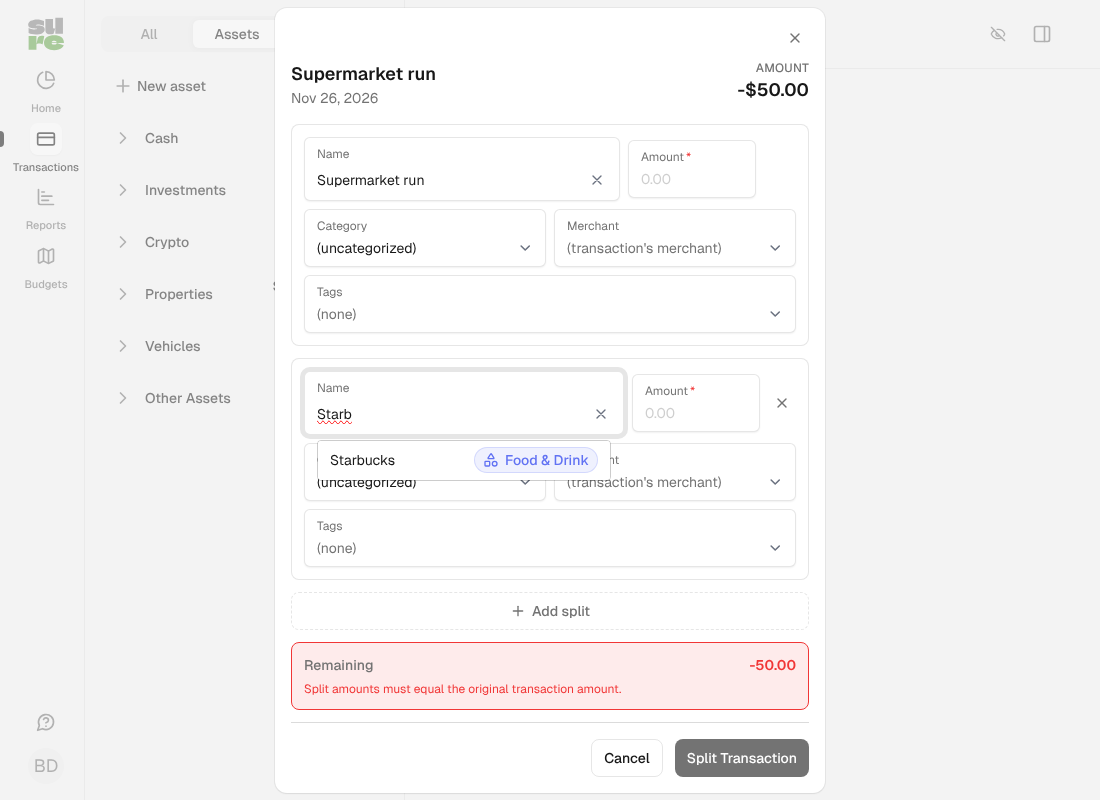 sure
All
Assets
New asset
Cash
Investments
Crypto
Properties
Vehicles
Other Assets
Home
Transactions
Reports
Budgets
BD
Supermarket run
Nov 26, 2026
AMOUNT
-$50.00
Name
Supermarket run
Amount *
0.00
Category
(uncategorized)
Merchant
(transaction's merchant)
Tags
(none)
Name
Starb
Amount *
0.00
Starbucks
Food & Drink
(uncategorized)
(transaction's merchant)
Tags
(none)
Add split
Remaining
-50.00
Split amounts must equal the original transaction amount.
Cancel
Split Transaction